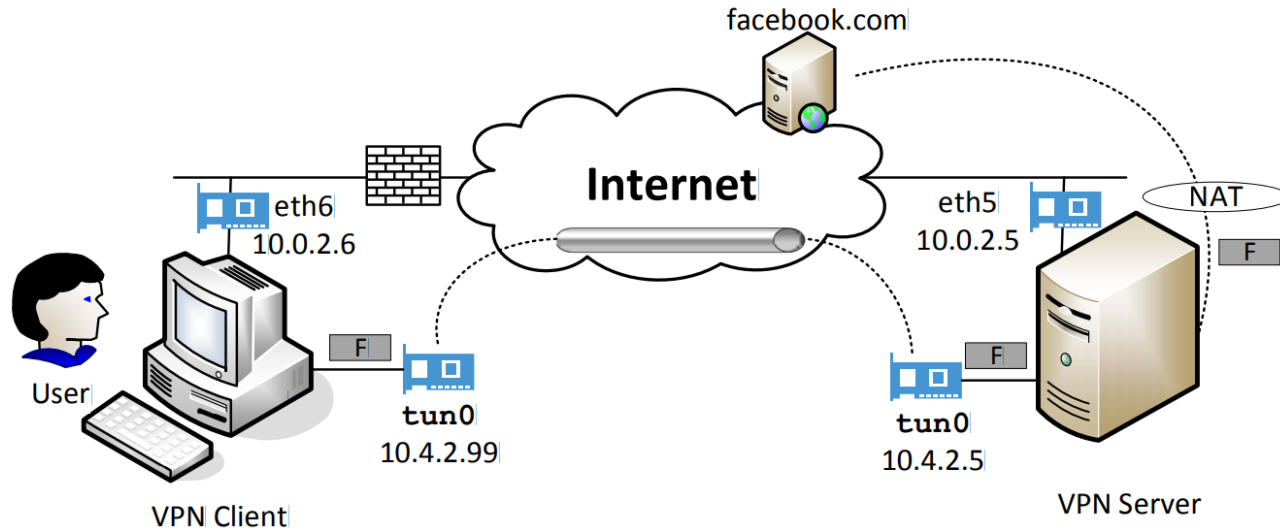 facebook.com
Internet
eth6
10.0.2.6
eth5
10.0.2.5
NAT
F
User
F
tun0
10.4.2.99
F
tun0
10.4.2.5
VPN Client
VPN Server